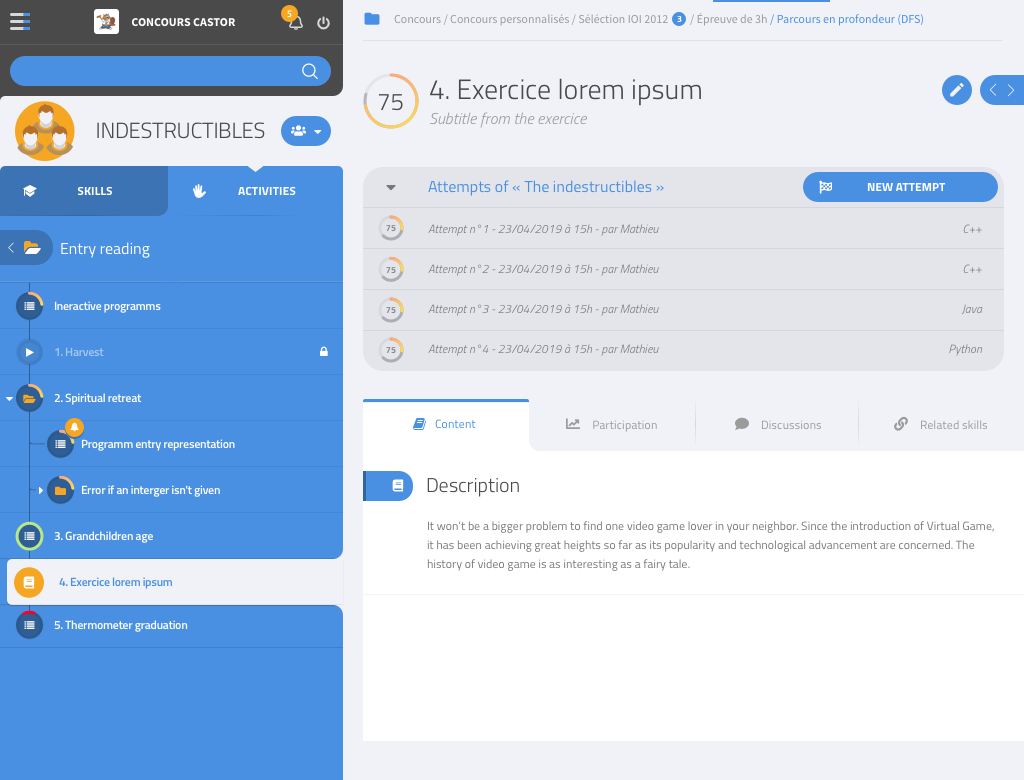 CONCOURS CASTOR
5
INDESTRUCTIBLES
SKILLS
ACTIVITIES
Entry reading
Ineractive programms
1. Harvest
2. Spiritual retreat
Programm entry representation
Error if an interger isn't given
3. Grandchildren age
4. Exercice lorem ipsum
5. Thermometer graduation
Concours / Concours personnalisés / Séléction IOI 2012 3 / Épreuve de 3h / Parcours en profondeur (DFS)
75
4. Exercice lorem ipsum
Subtitle from the exercice
Attempts of « The indestructibles »
NEW ATTEMPT
75 Attempt n°1 - 23/04/2019 à 15h - par Mathieu C++
75 Attempt n°2 - 23/04/2019 à 15h - par Mathieu C++
75 Attempt n°3 - 23/04/2019 à 15h - par Mathieu Java
75 Attempt n°4 - 23/04/2019 à 15h - par Mathieu Python
Content
Participation
Discussions
Related skills
Description
It won't be a bigger problem to find one video game lover in your neighbor. Since the introduction of Virtual Game,
it has been achieving great heights so far as its popularity and technological advancement are concerned. The
history of video game is as interesting as a fairy tale.